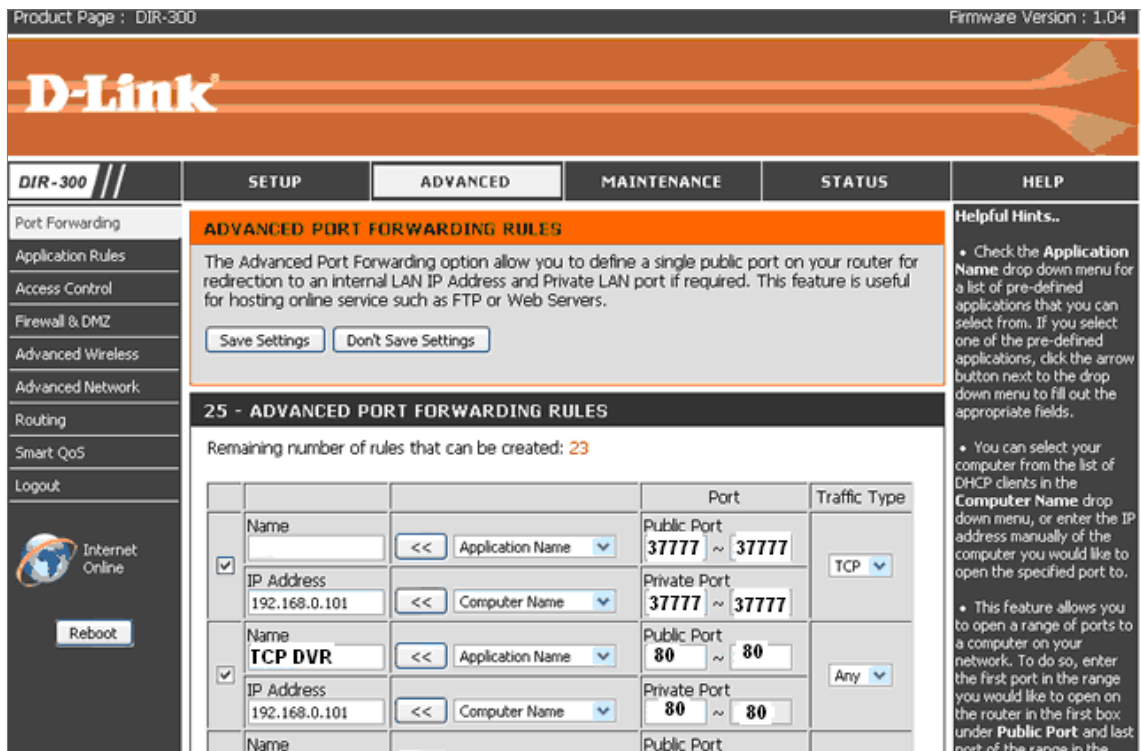 Product Page : DIR-300
Firmware Version : 1.04
D-Link
DIR-300
SETUP
ADVANCED
MAINTENANCE
STATUS
HELP
Port Forwarding
Application Rules
Access Control
Firewall & DMZ
Advanced Wireless
Advanced Network
Routing
Smart QoS
Logout
Internet
Online
Reboot
ADVANCED PORT FORWARDING RULES
The Advanced Port Forwarding option allow you to define a single public port on your router for
redirection to an internal LAN IP Address and Private LAN port if required. This feature is useful
for hosting online service such as FTP or Web Servers.
Save Settings
Don't Save Settings
25 - ADVANCED PORT FORWARDING RULES
Remaining number of rules that can be created: 23
Port
Traffic Type
Name
<<
Application Name
Public Port
37777 ~ 37777
TCP
IP Address
192.168.0.101
<<
Computer Name
Private Port
37777 ~ 37777
Name
TCP DVR
<<
Application Name
Public Port
80 ~ 80
Any
IP Address
192.168.0.101
<<
Computer Name
Private Port
80 ~ 80
Name
Public Port
Helpful Hints..
• Check the Application
Name drop down menu for
a list of pre-defined
applications that you can
select from. If you select
one of the pre-defined
applications, click the arrow
button next to the drop
down menu to fill out the
appropriate fields.
• You can select your
computer from the list of
DHCP clients in the
Computer Name drop
down menu, or enter the IP
address manually of the
computer you would like to
open the specified port to.
• This feature allows you
to open a range of ports to
a computer on your
network. To do so, enter
the first port in the range
you would like to open on
the router in the first box
under Public Port and last
port of the range in the